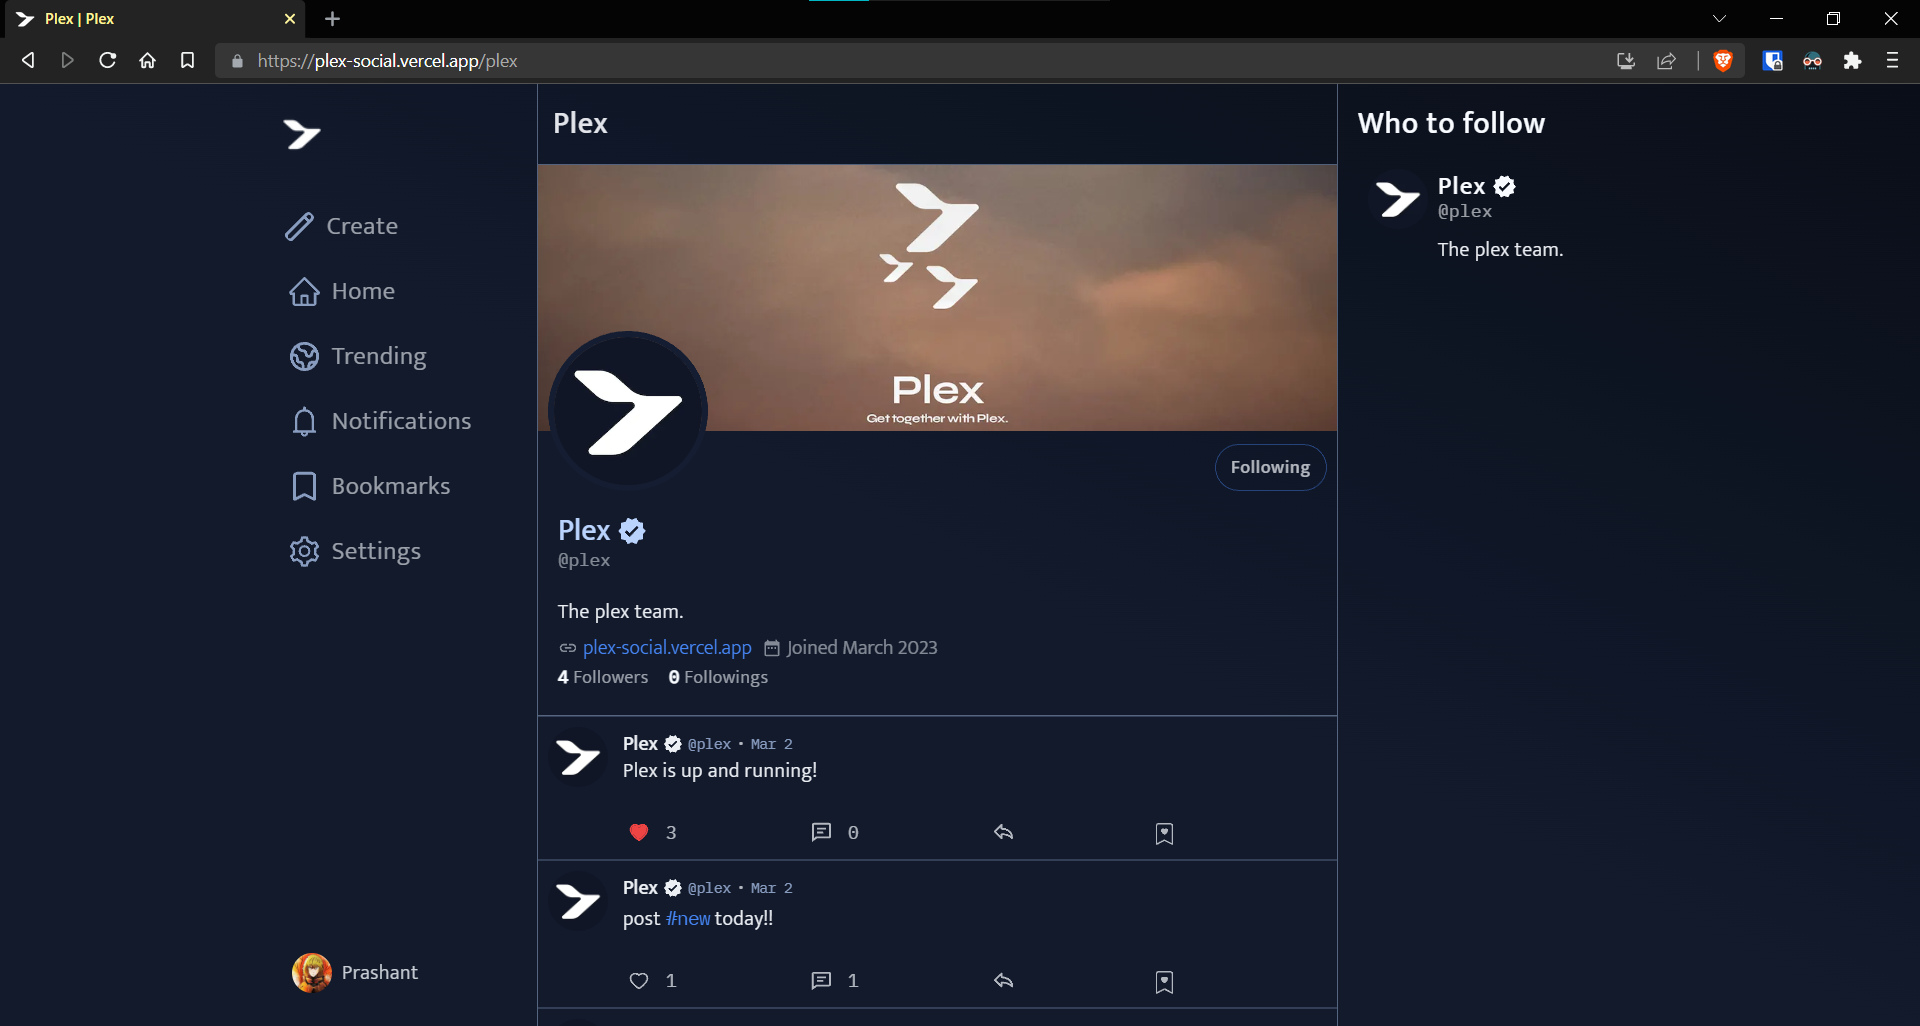 Plex | Plex
https://plex-social.vercel.app/plex
Create
Home
Trending
Notifications
Bookmarks
Settings
Prashant
Plex
Plex
Get together with Plex.
Following
Plex
@plex
The plex team.
plex-social.vercel.app Joined March 2023
4 Followers 0 Followings
Plex @plex • Mar 2
Plex is up and running!
3 0
Plex @plex • Mar 2
post #new today!!
1 1
Who to follow
Plex
@plex
The plex team.